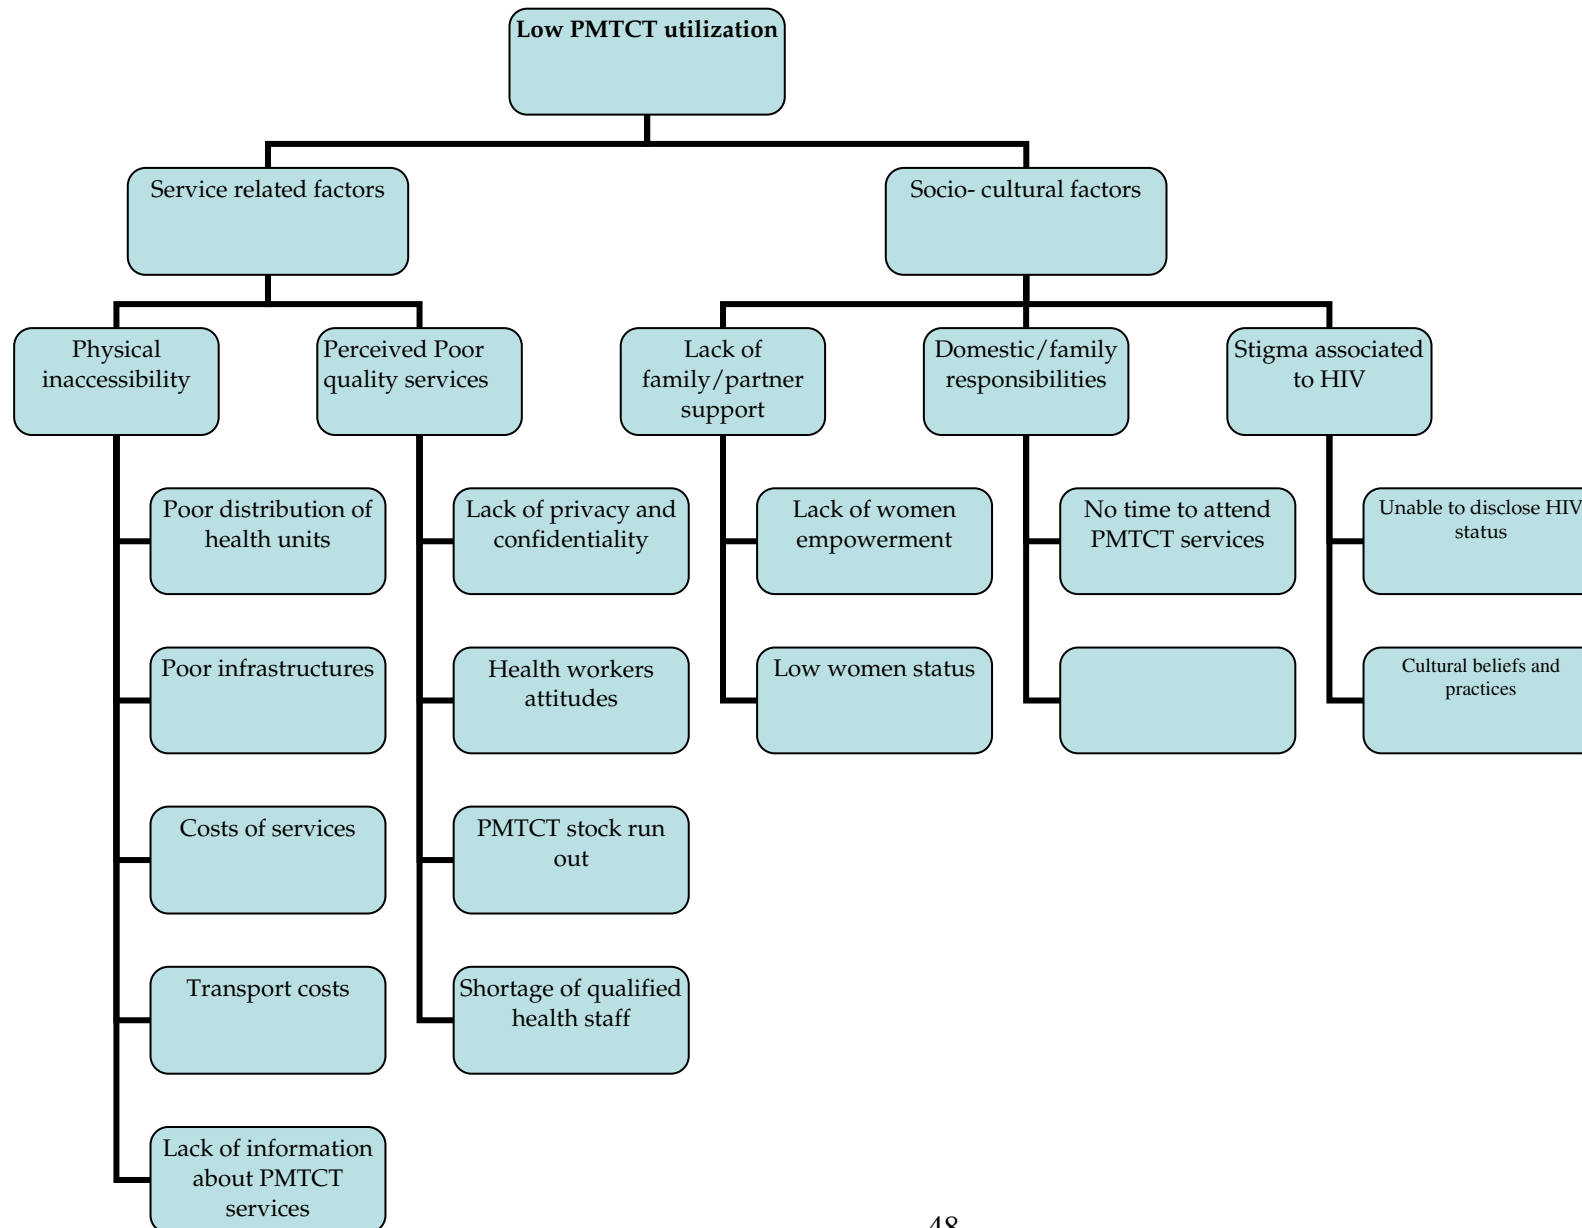 Low PMTCT utilization
Service related factors
Socio- cultural factors
Physical
inaccessibility
Perceived Poor
quality services
Lack of
family/partner
support
Domestic/family
responsibilities
Stigma associated
to HIV
Poor distribution of
health units
Lack of privacy and
confidentiality
Lack of women
empowerment
No time to attend
PMTCT services
Unable to disclose HIV
status
Poor infrastructures
Health workers
attitudes
Low women status
Cultural beliefs and
practices
Costs of services
PMTCT stock run
out
Transport costs
Shortage of qualified
health staff
Lack of information
about PMTCT
services
48